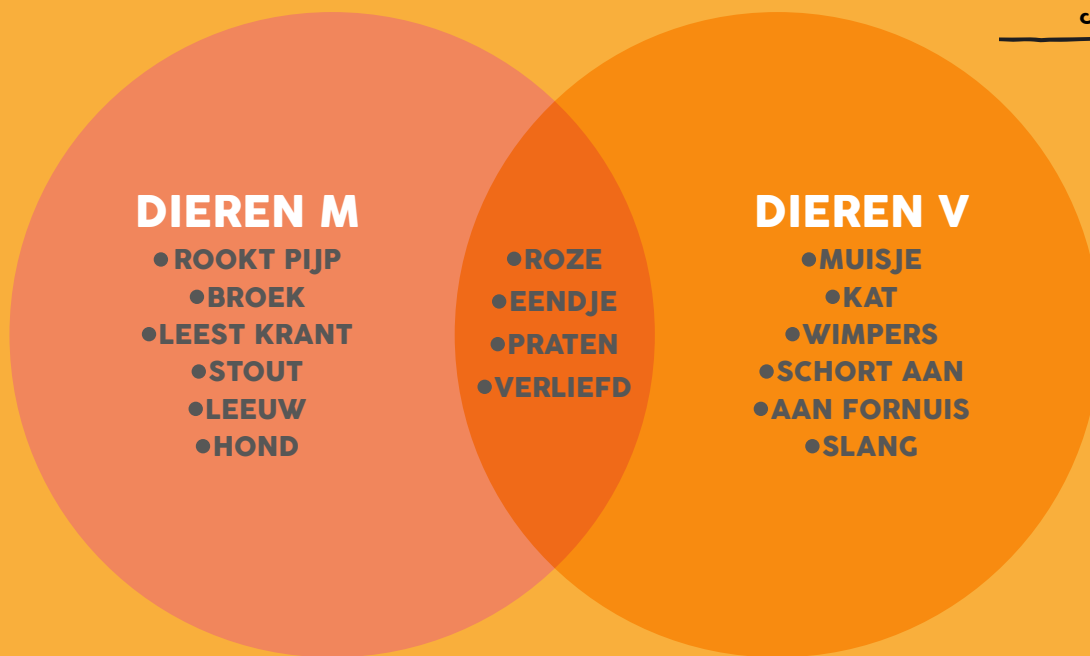 DIEREN M
•ROOKT PIJP
•BROEK
•LEEST KRANT
•STOUT
•LEEUW
•HOND
•ROZE
•EENDJE
•PRATEN
•VERLIEFD
DIEREN V
•MUISJE
•KAT
•WIMPERS
•SCHORT AAN
•AAN FORNUIS
•SLANG